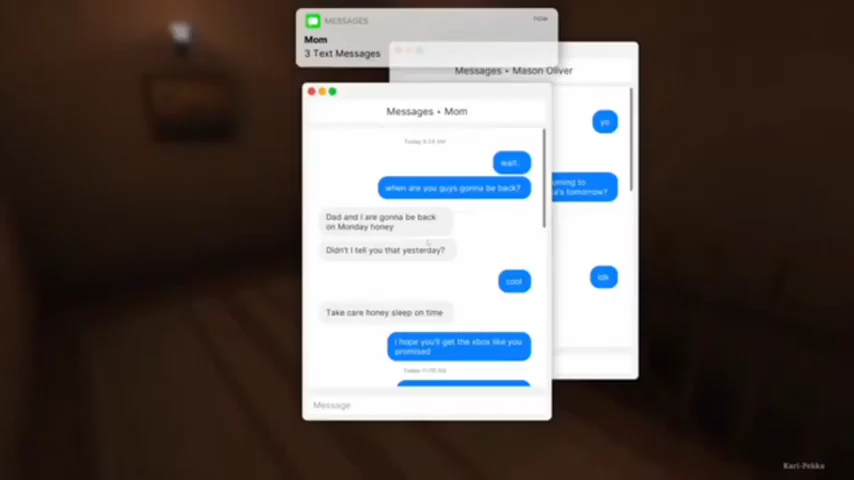 MESSAGES
now
Mom
3 Text Messages
Messages • Mason Oliver
yo
oming to
's tomorrow?
idk
Messages • Mom
wait..
when are you guys gonna be back?
Dad and I are gonna be back
on Monday honey
Didn't I tell you that yesterday?
cool
Take care honey sleep on time
i hope you'll get the xbox like you
promised
Message
Kari-Pekka